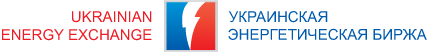 UKRAINIAN
ENERGY EXCHANGE
УКРАИНСКАЯ
ЭНЕРГЕТИЧЕСКАЯ БИРЖА